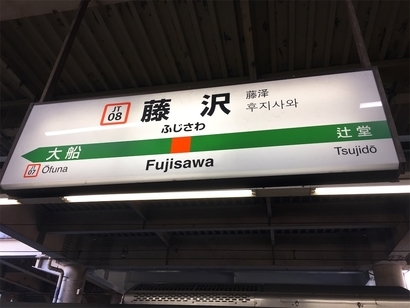 JT
08
藤沢
ふじさわ
藤泽
후지사와
大船
辻堂
JT
07
Ofuna
Fujisawa
Tsujidō